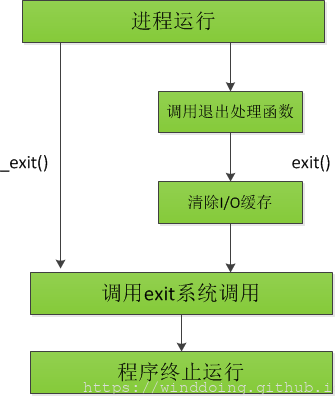 进程运行
调用退出处理函数
_exit()
exit()
清除I/O缓存
调用exit系统调用
程序终止运行
https://winddoing.github.i